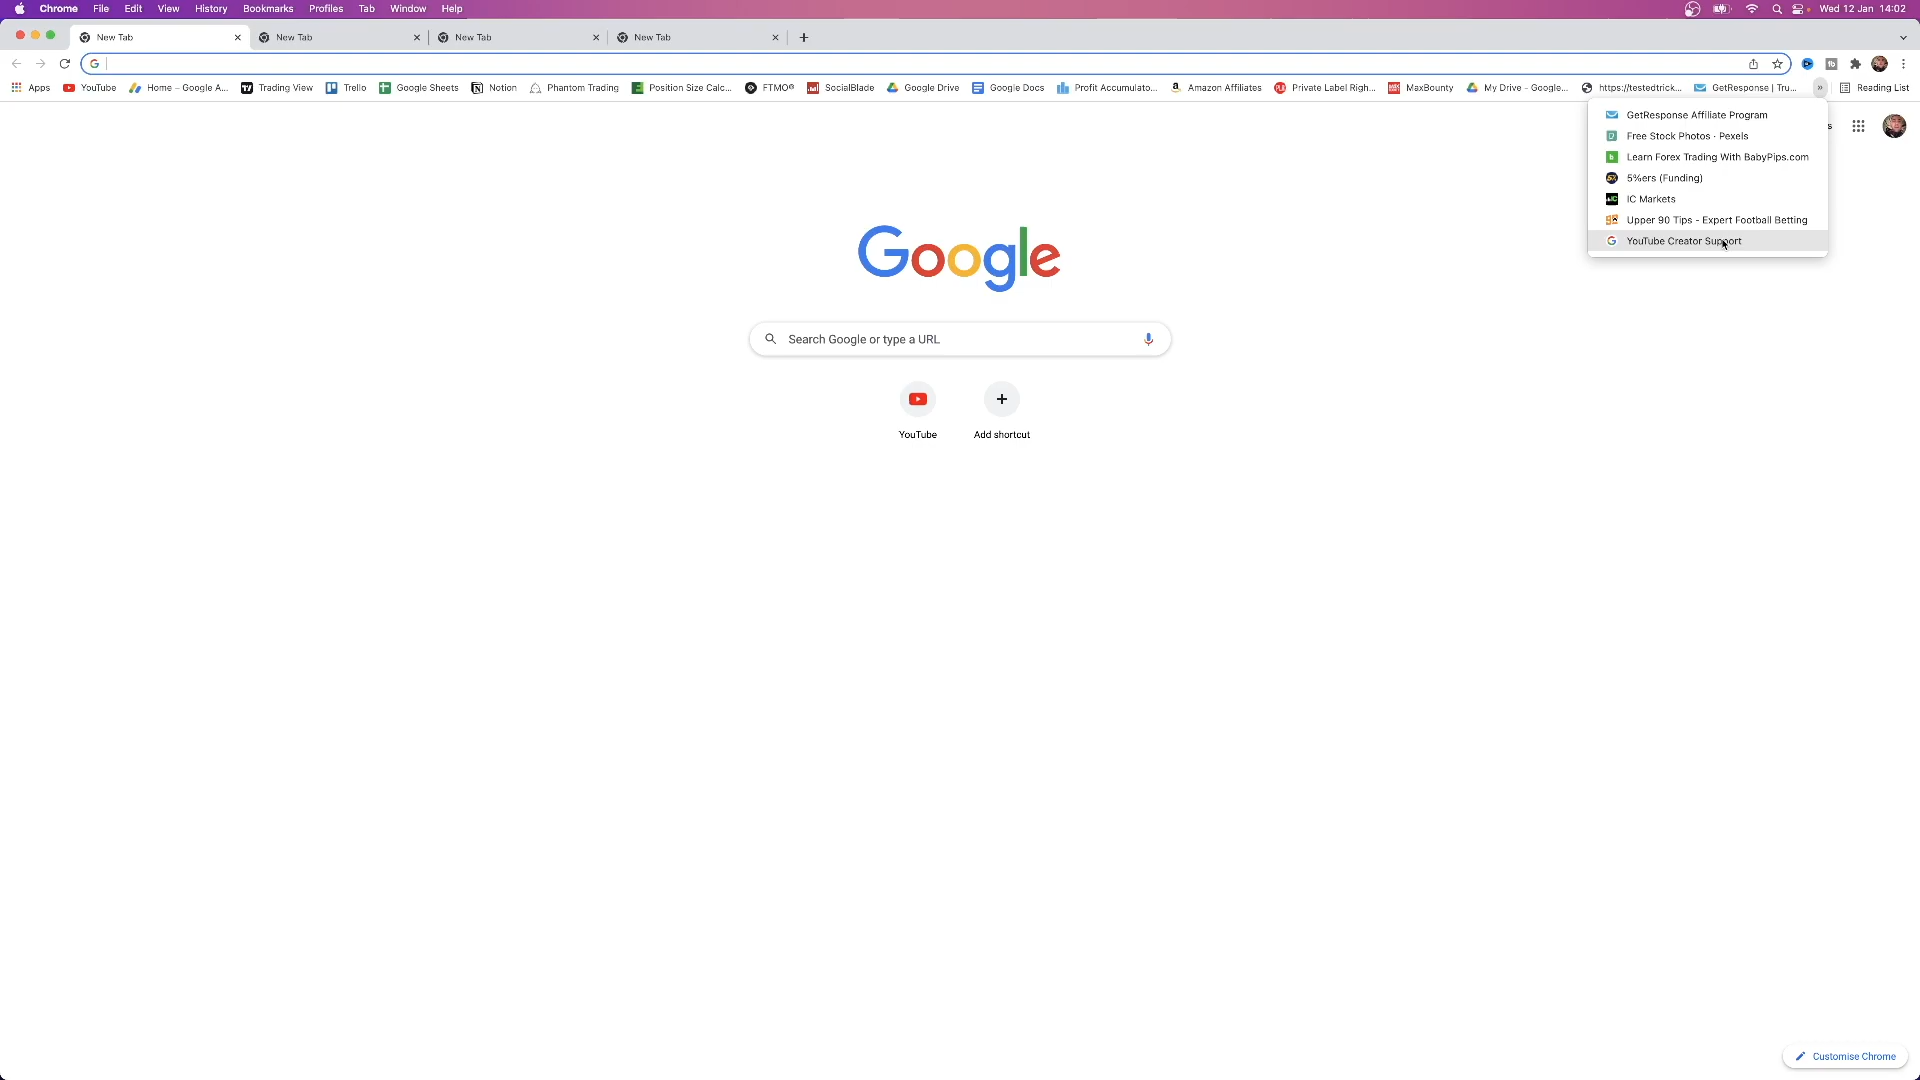 Chrome File Edit View History Bookmarks Profiles Tab Window Help Wed 12 Jan 14:02
New Tab New Tab New Tab New Tab
Apps YouTube Home – Google A... Trading View Trello Google Sheets Notion Phantom Trading Position Size Calc... FTMO® SocialBlade Google Drive Google Docs Profit Accumulato... Amazon Affiliates Private Label Righ... MaxBounty My Drive - Google... https://testedtrick... GetResponse | Tru... » Reading List
GetResponse Affiliate Program
Free Stock Photos · Pexels
Learn Forex Trading With BabyPips.com
5%ers (Funding)
IC Markets
Upper 90 Tips - Expert Football Betting
YouTube Creator Support
Google
Search Google or type a URL
YouTube Add shortcut
Customise Chrome